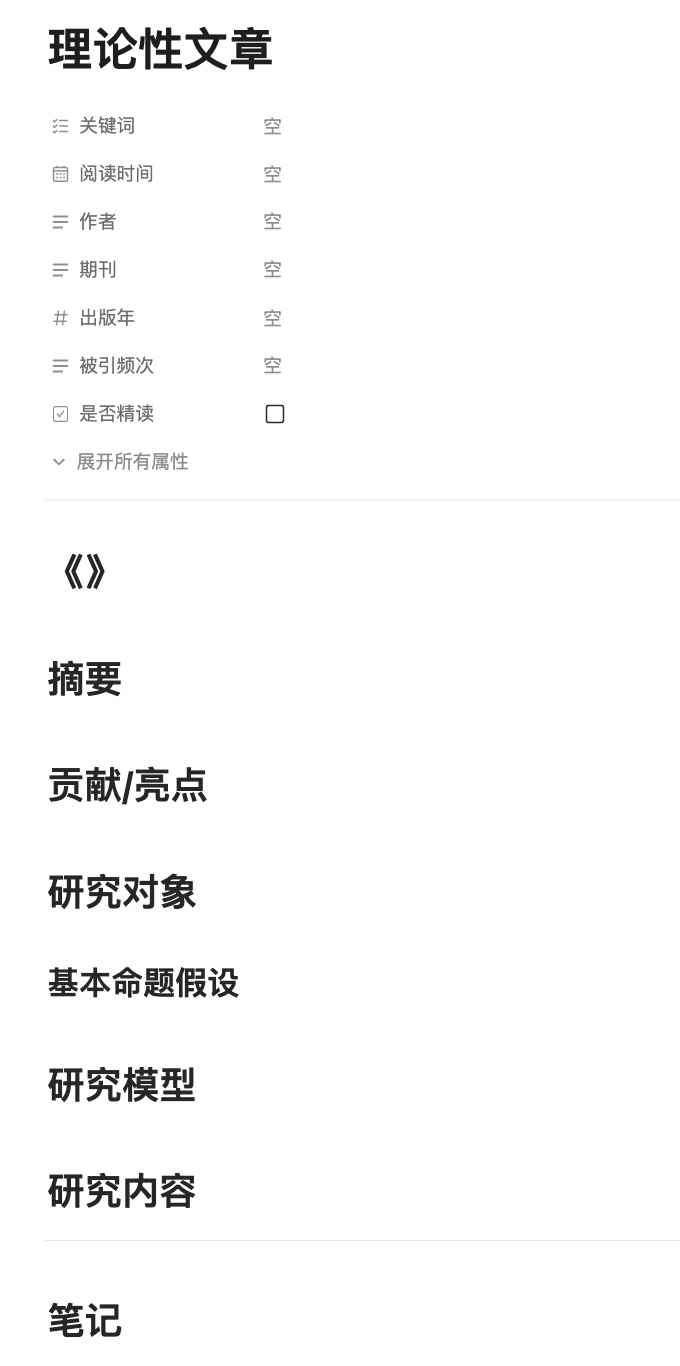 理论性文章
关键词 空
阅读时间 空
作者 空
期刊 空
出版年 空
被引频次 空
是否精读
展开所有属性
《》
摘要
贡献/亮点
研究对象
基本命题假设
研究模型
研究内容
笔记